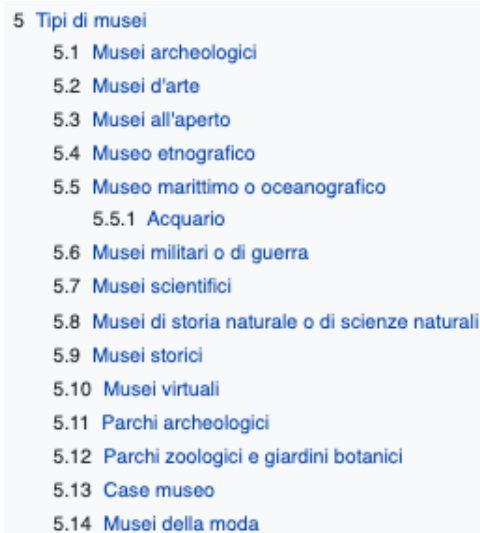 5 Tipi di musei
5.1 Musei archeologici
5.2 Musei d'arte
5.3 Musei all'aperto
5.4 Museo etnografico
5.5 Museo marittimo o oceanografico
5.5.1 Acquario
5.6 Musei militari o di guerra
5.7 Musei scientifici
5.8 Musei di storia naturale o di scienze naturali
5.9 Musei storici
5.10 Musei virtuali
5.11 Parchi archeologici
5.12 Parchi zoologici e giardini botanici
5.13 Case museo
5.14 Musei della moda